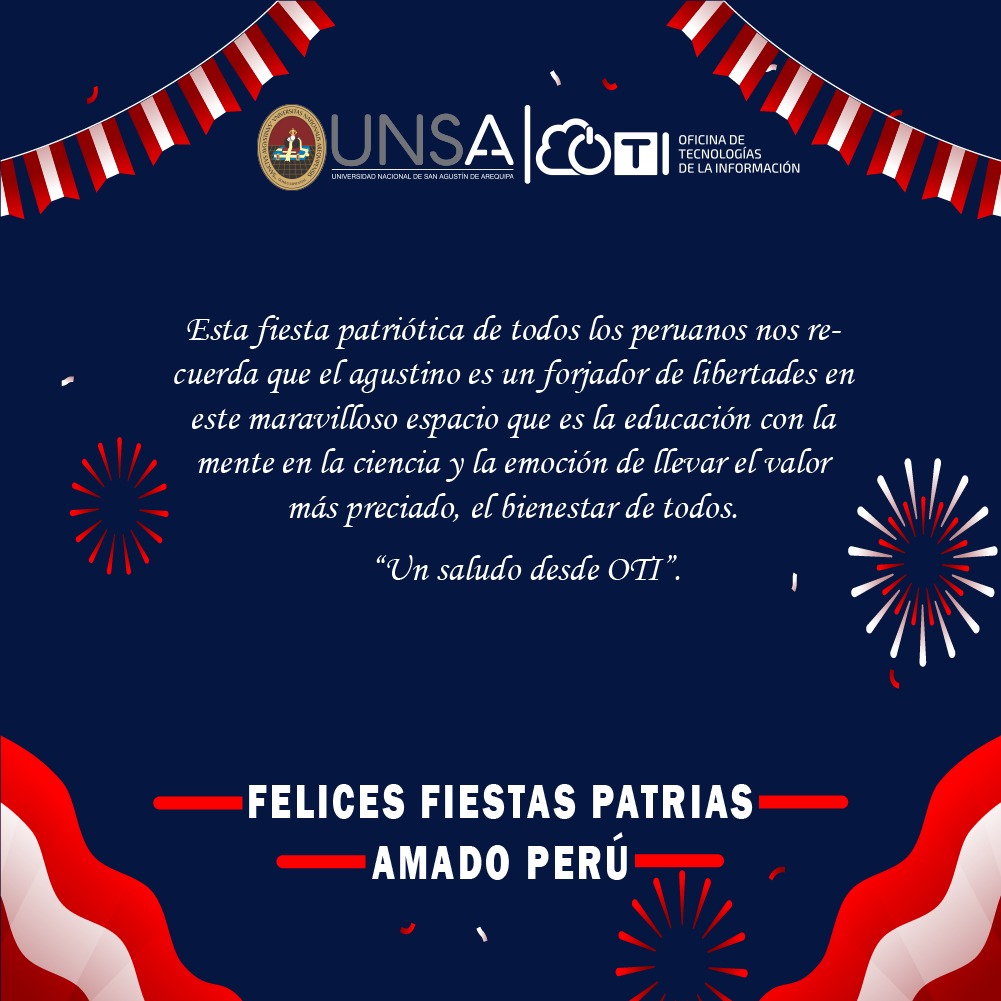 UNSA
UNIVERSIDAD NACIONAL DE SAN AGUSTÍN DE AREQUIPA
OTI
OFICINA DE
TECNOLOGÍAS
DE LA INFORMACIÓN
Esta fiesta patriótica de todos los peruanos nos re-
cuerda que el agustino es un forjador de libertades en
este maravilloso espacio que es la educación con la
mente en la ciencia y la emoción de llevar el valor
más preciado, el bienestar de todos.
“Un saludo desde OTI”.
FELICES FIESTAS PATRIAS
AMADO PERÚ